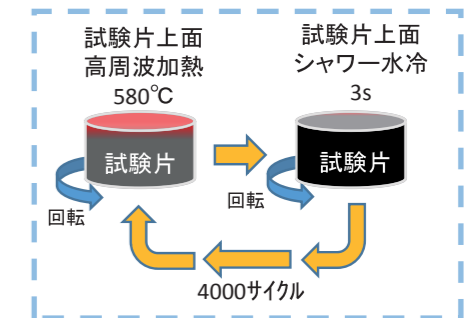 試験片上面
高周波加熱
580℃
試験片
回転
試験片上面
シャワー水冷
3s
試験片
回転
4000サイクル